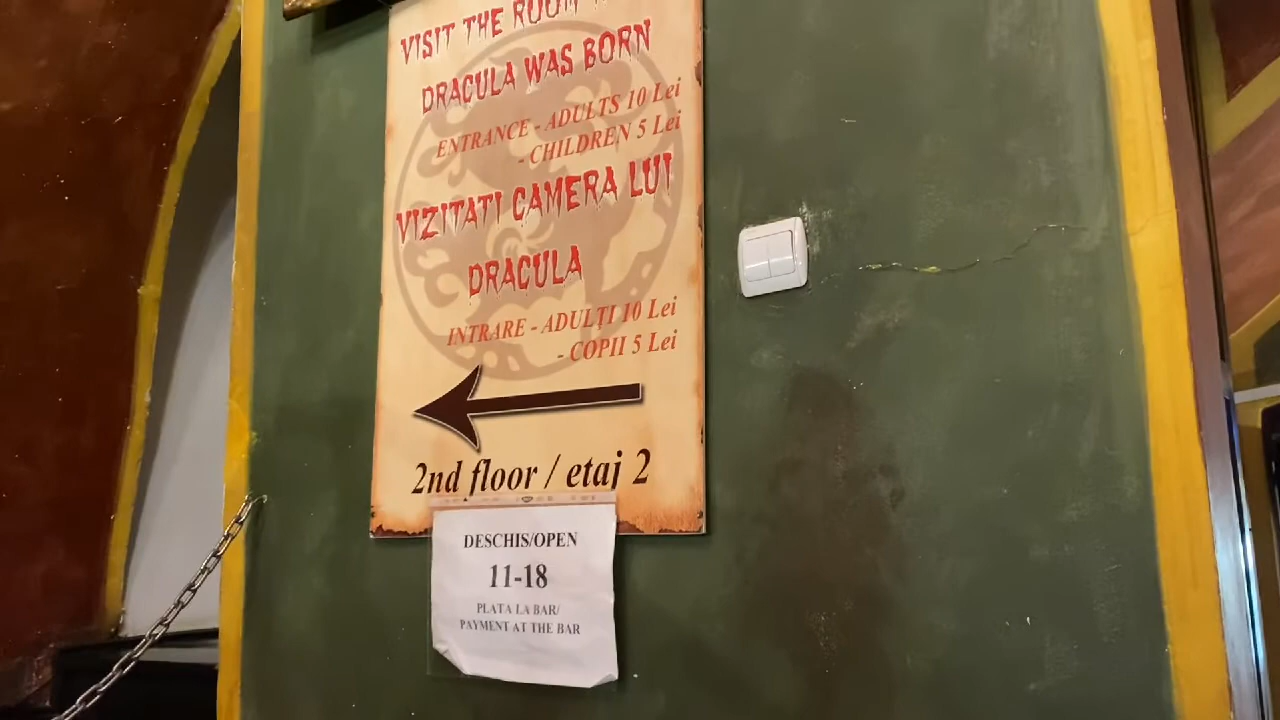 VISIT THE ROOM
DRACULA WAS BORN
ENTRANCE - ADULTS 10 Lei
- CHILDREN 5 Lei
VIZITATI CAMERA LUI
DRACULA
INTRARE - ADULȚI 10 Lei
- COPII 5 Lei
2nd floor / etaj 2
DESCHIS/OPEN
11-18
PLATA LA BAR/
PAYMENT AT THE BAR